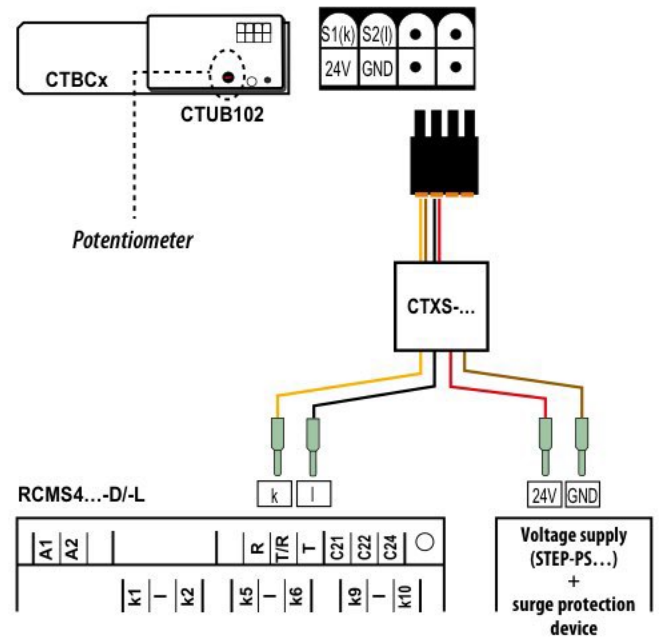 S1(k) S2(l)
24V GND
CTBCx
CTUB102
Potentiometer
CTXS-...
RCMS4...-D/-L
k l
24V GND
A1 A2 R T/R T C21 C22 C24
k1 l k2 k5 l k6 k9 l k10
Voltage supply
(STEP-PS...)
+
surge protection
device